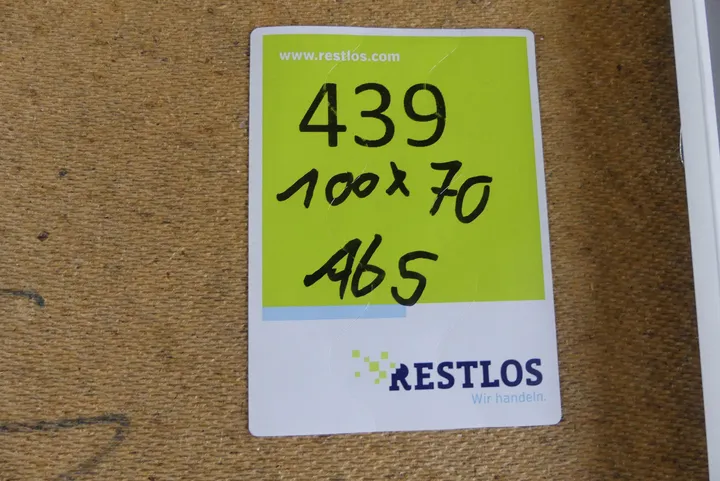 www.restlos.com
439
100x70
165
RESTLOS
Wir handeln.